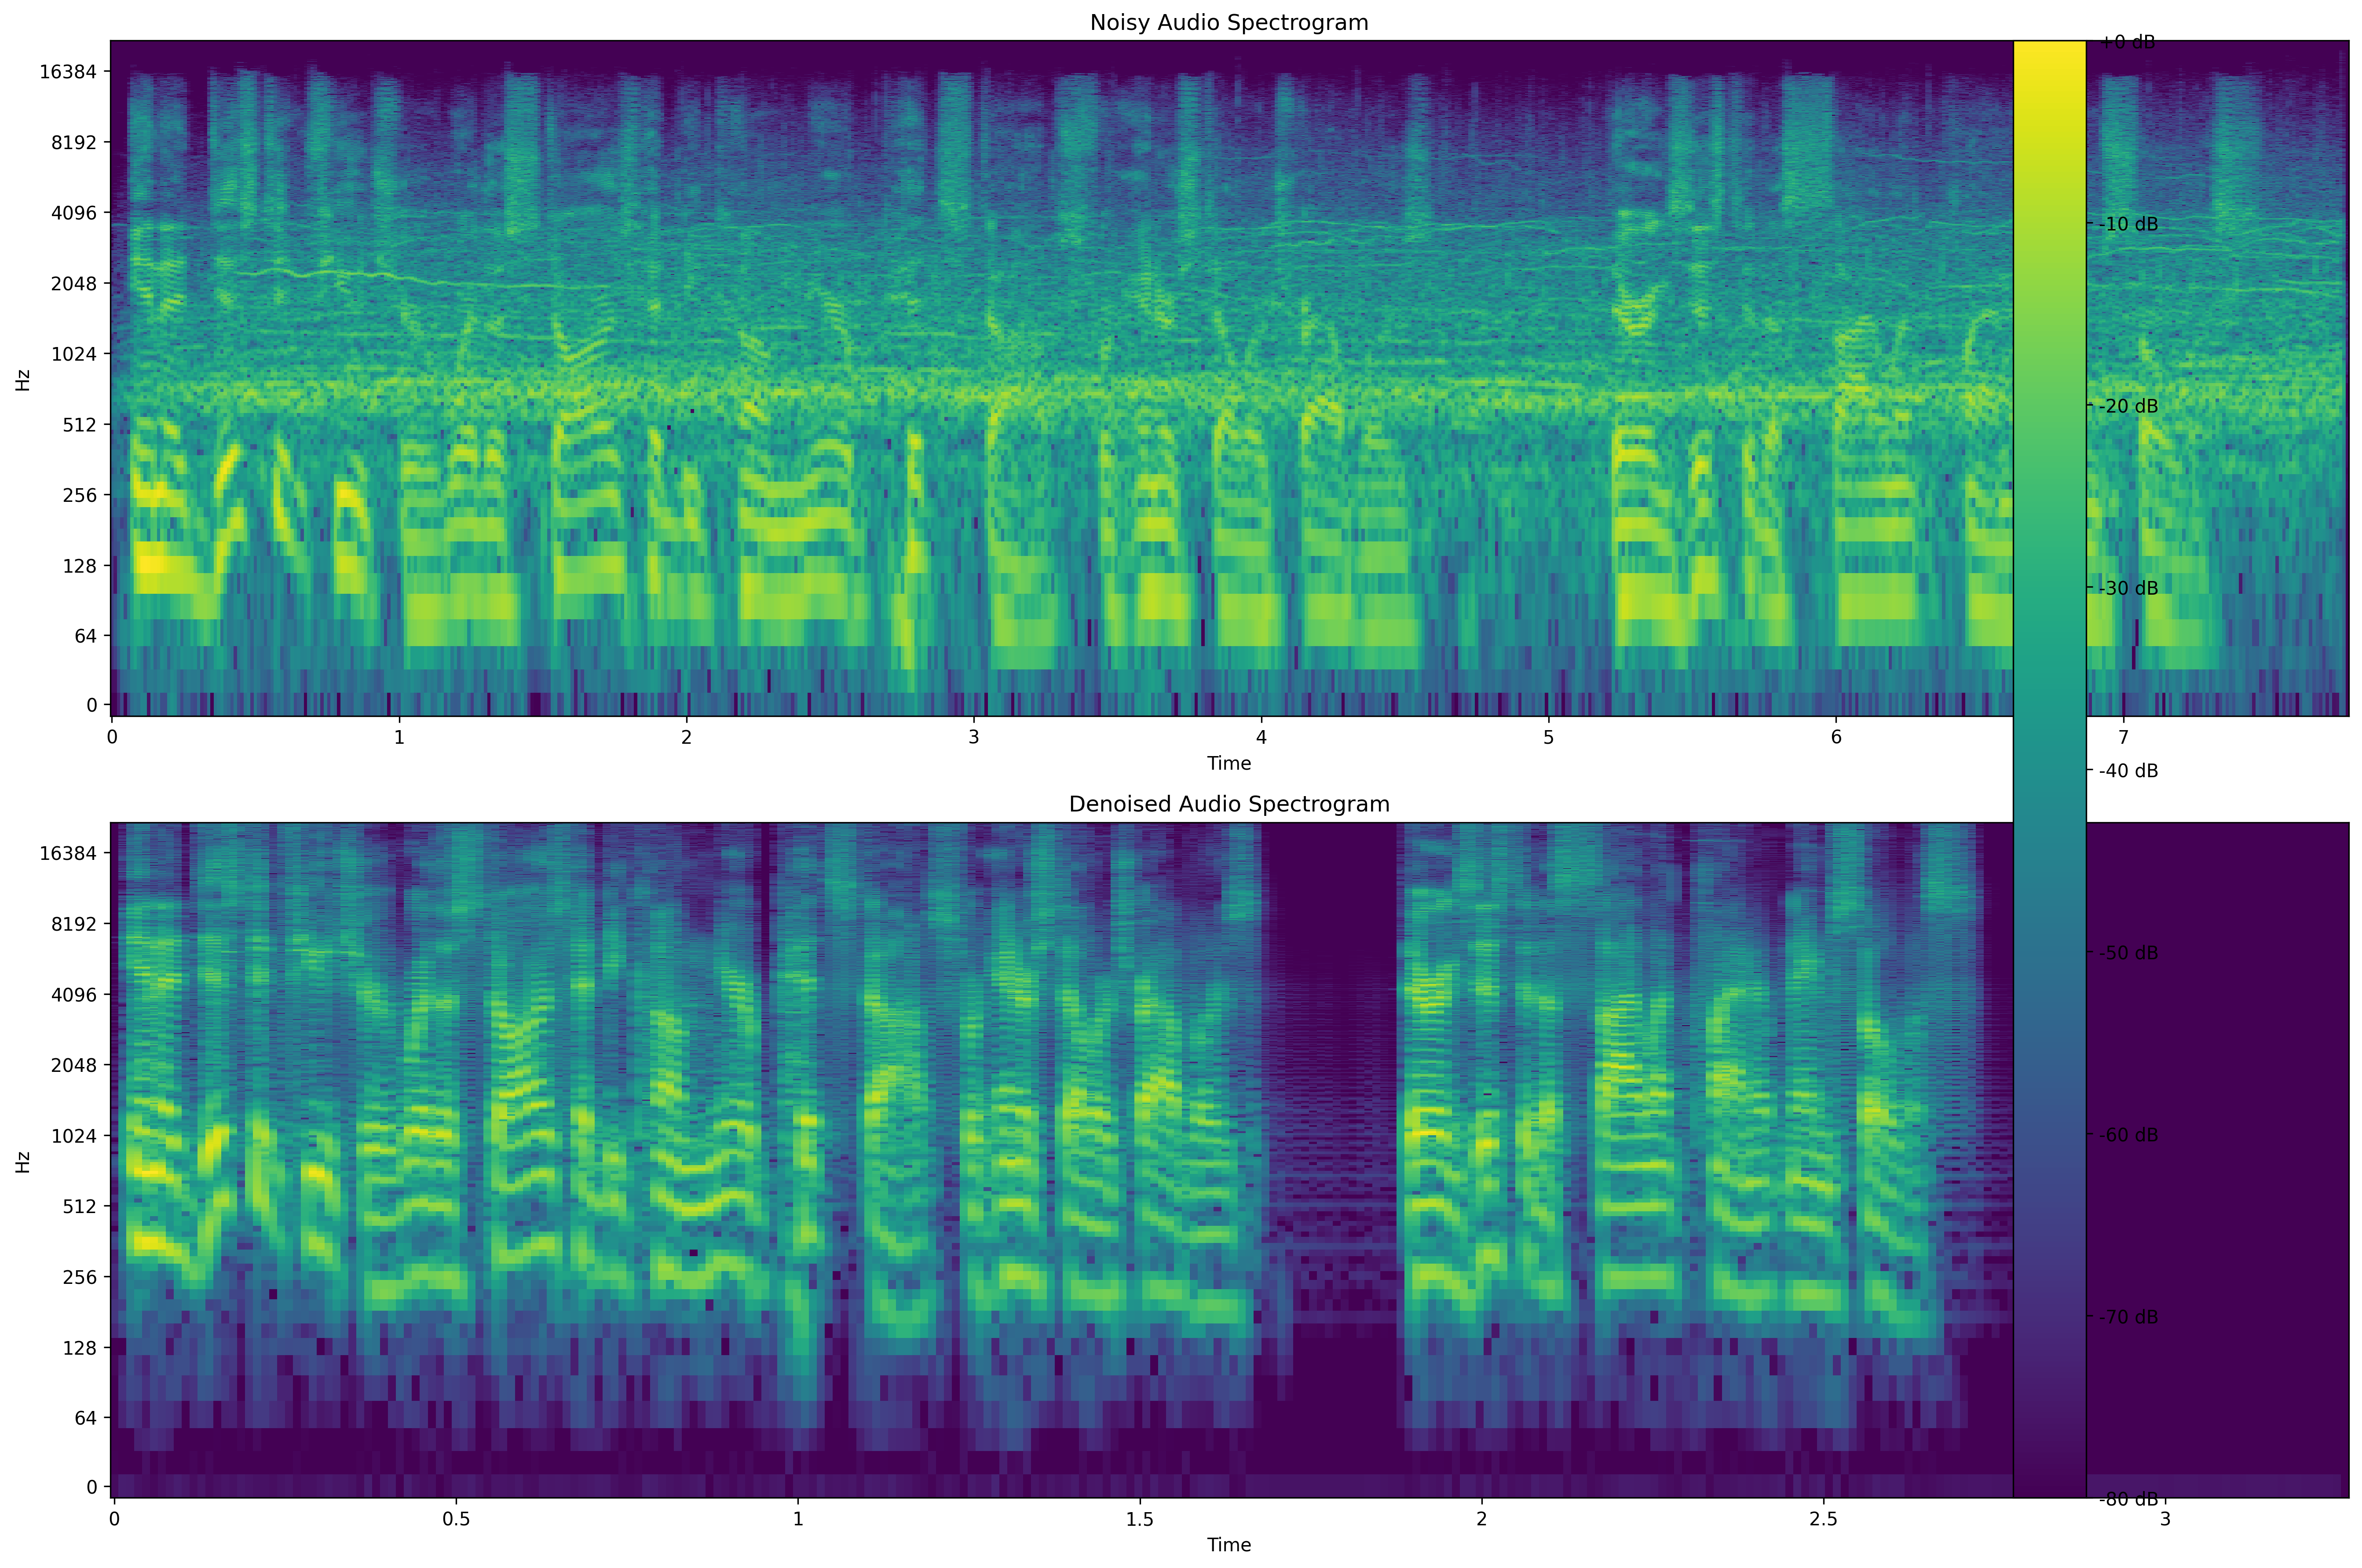 Noisy Audio Spectrogram
Hz
16384
8192
4096
2048
1024
512
256
128
64
0
0 1 2 3 4 5 6 7
Time
+0 dB
-10 dB
-20 dB
-30 dB
-40 dB
-50 dB
-60 dB
-70 dB
-80 dB
Denoised Audio Spectrogram
Hz
16384
8192
4096
2048
1024
512
256
128
64
0
0 0.5 1 1.5 2 2.5 3
Time